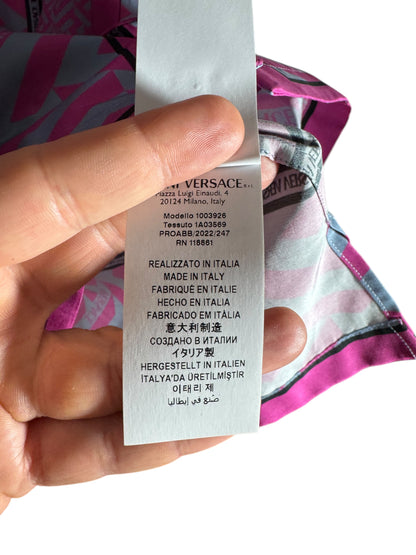 VERSACE S.r.l.
Piazza Luigi Einaudi, 4
20124 Milano, Italy
Modello 1003926
Tessuto 1A03569
PROABB/2022/247
RN 118861
REALIZZATO IN ITALIA
MADE IN ITALY
FABRIQUÉ EN ITALIE
HECHO EN ITALIA
FABRICADO EM ITÁLIA
意大利制造
СОЗДАНО В ИТАЛИИ
イタリア製
HERGESTELLT IN ITALIEN
İTALYA'DA ÜRETİLMİŞTİR
이태리 제
صنع في إيطاليا